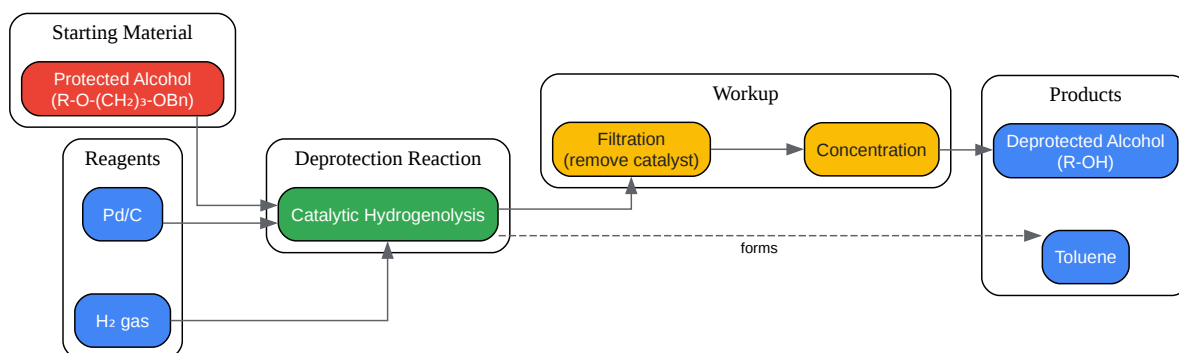 Starting Material
Protected Alcohol
(R-O-(CH₂)₃-OBn)
Reagents
Pd/C
H₂ gas
Deprotection Reaction
Catalytic Hydrogenolysis
Workup
Filtration
(remove catalyst)
Concentration
forms
Products
Deprotected Alcohol
(R-OH)
Toluene